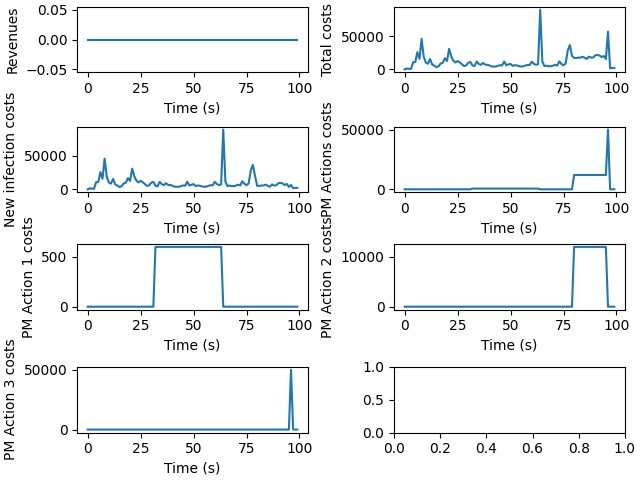 Revenues
0.05
0.00
−0.05
0 25 50 75 100
Time (s)
Total costs
50000
0
0 25 50 75 100
Time (s)
New infection costs
50000
0
0 25 50 75 100
Time (s)
PM Actions costs
50000
0
0 25 50 75 100
Time (s)
PM Action 1 costs
500
0
0 25 50 75 100
Time (s)
PM Action 2 costs
10000
0
0 25 50 75 100
Time (s)
PM Action 3 costs
50000
0
0 25 50 75 100
Time (s)
1.0
0.5
0.0
0.0 0.2 0.4 0.6 0.8 1.0